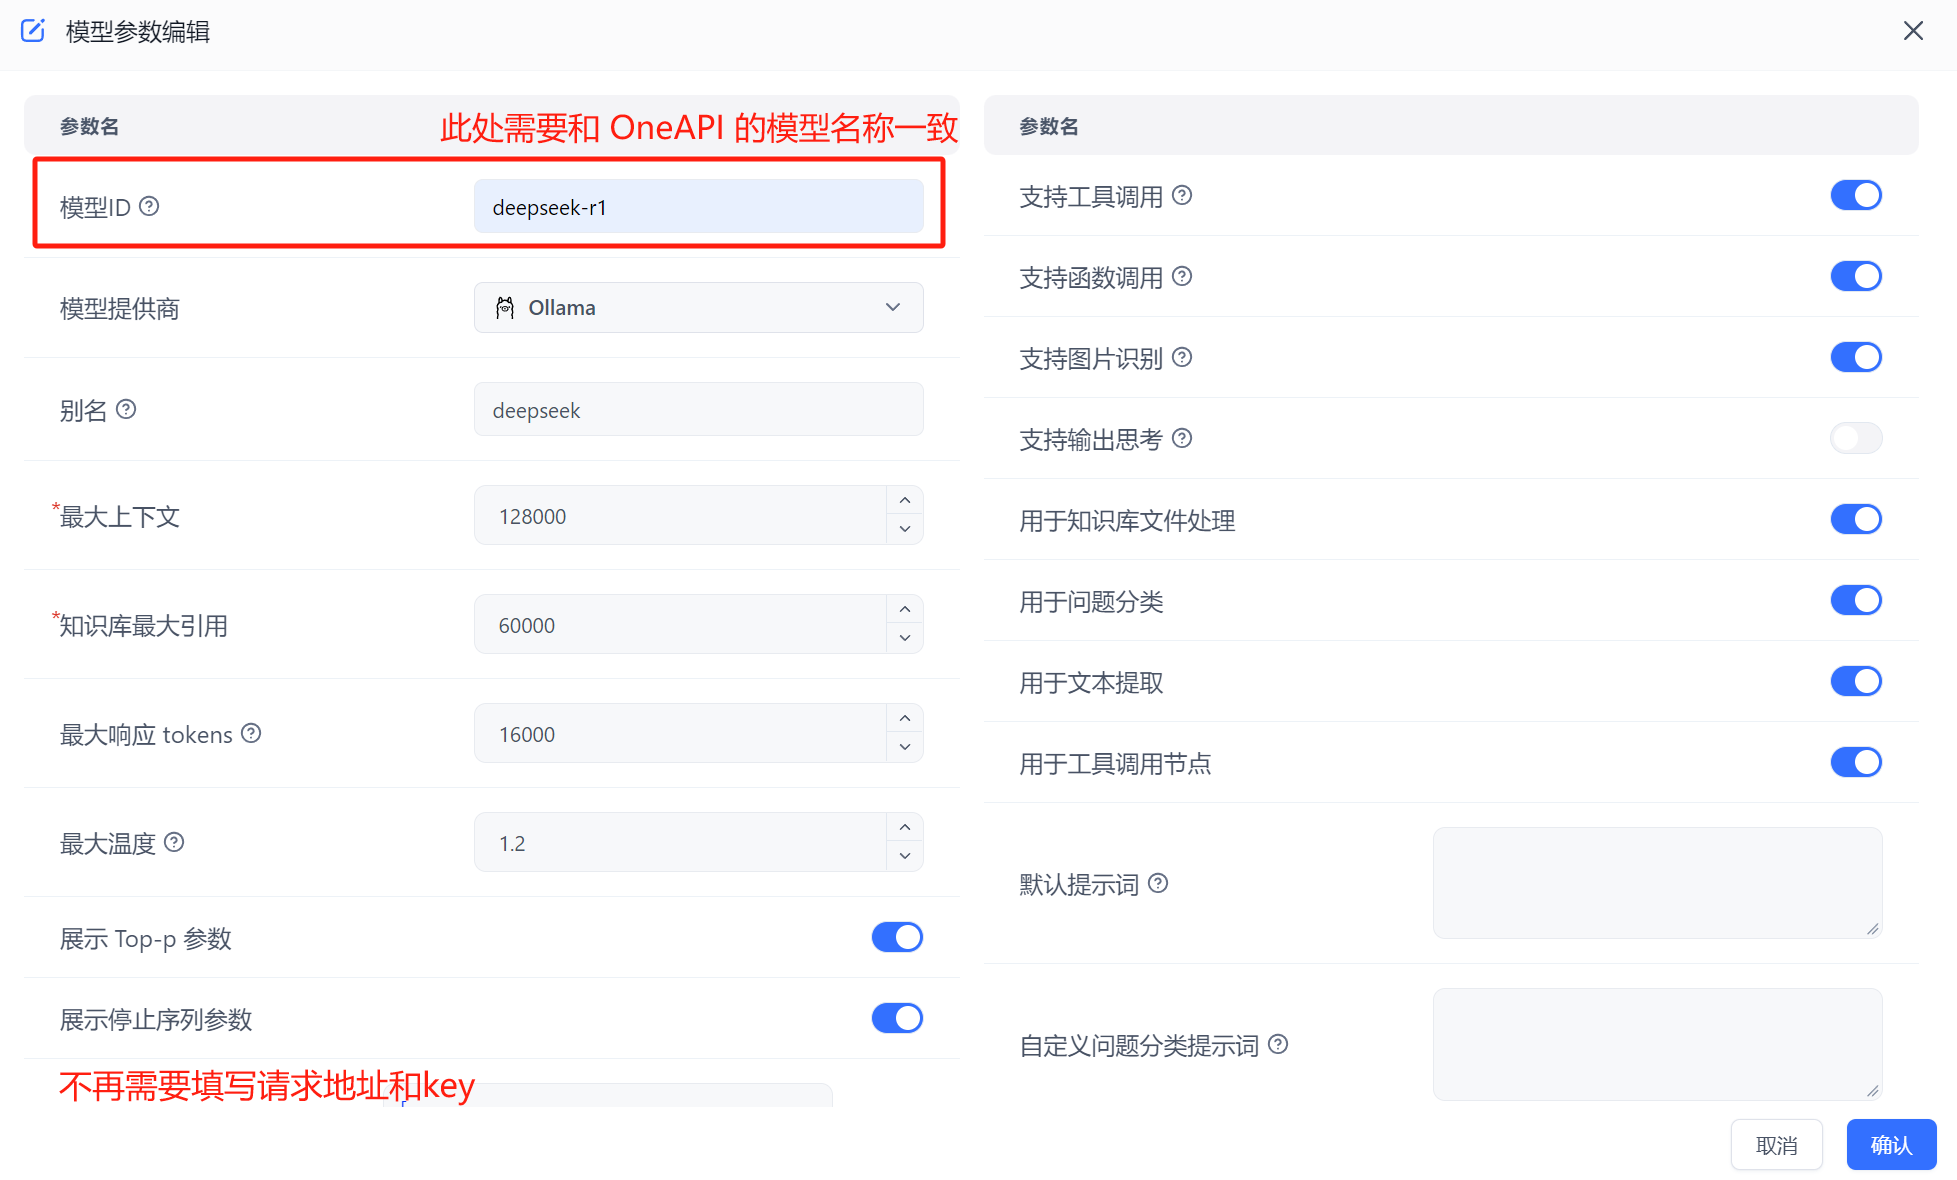 模型参数编辑
参数名
此处需要和 OneAPI 的模型名称一致
模型ID
deepseek-r1
模型提供商
Ollama
别名
deepseek
*最大上下文
128000
*知识库最大引用
60000
最大响应 tokens
16000
最大温度
1.2
展示 Top-p 参数
展示停止序列参数
不再需要填写请求地址和key
参数名
支持工具调用
支持函数调用
支持图片识别
支持输出思考
用于知识库文件处理
用于问题分类
用于文本提取
用于工具调用节点
默认提示词
自定义问题分类提示词
取消
确认